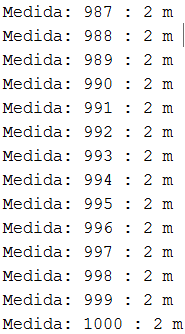 Medida: 987 : 2 m
Medida: 988 : 2 m
Medida: 989 : 2 m
Medida: 990 : 2 m
Medida: 991 : 2 m
Medida: 992 : 2 m
Medida: 993 : 2 m
Medida: 994 : 2 m
Medida: 995 : 2 m
Medida: 996 : 2 m
Medida: 997 : 2 m
Medida: 998 : 2 m
Medida: 999 : 2 m
Medida: 1000 : 2 m